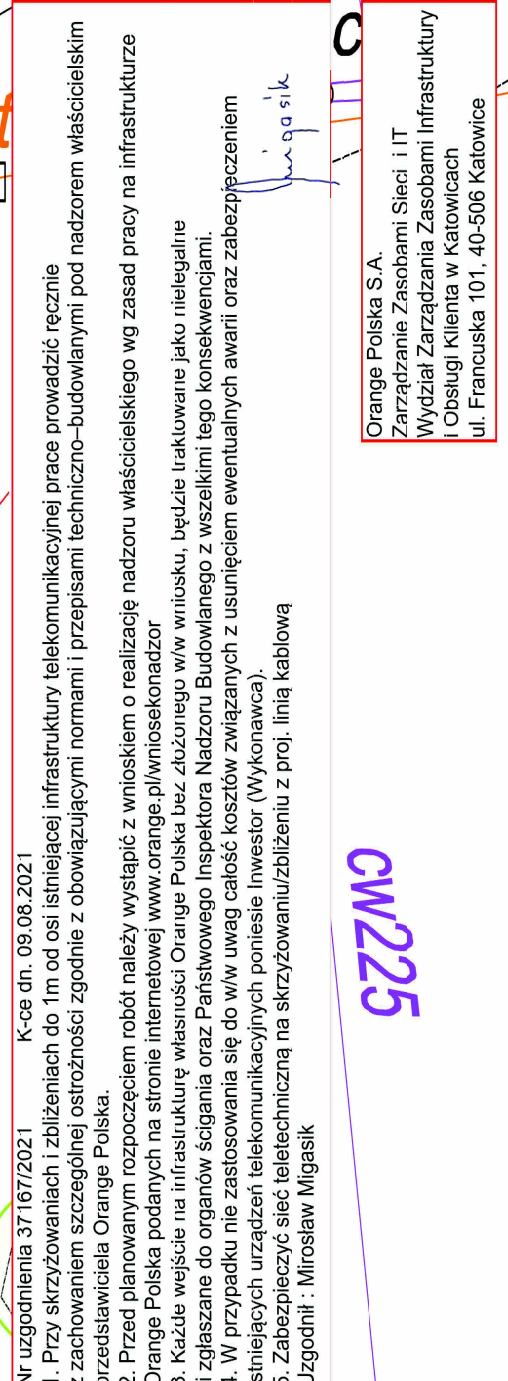 Nr uzgodnienia 37167/2021 K-ce dn. 09.08.2021
1. Przy skrzyżowaniach i zbliżeniach do 1m od osi istniejącej infrastruktury telekomunikacyjnej prace prowadzić ręcznie
z zachowaniem szczególnej ostrożności zgodnie z obowiązującymi normami i przepisami techniczno–budowlanymi pod nadzorem właścicielskim
przedstawiciela Orange Polska.
2. Przed planowanym rozpoczęciem robót należy wystąpić z wnioskiem o realizację nadzoru właścicielskiego wg zasad pracy na infrastrukturze
Orange Polska podanych na stronie internetowej www.orange.pl/wniosekonadzor
3. Każde wejście na infrastrukturę własności Orange Polska bez złożonego w/w wniosku, będzie traktowane jako nielegalne
i zgłaszane do organów ścigania oraz Państwowego Inspektora Nadzoru Budowlanego z wszelkimi tego konsekwencjami.
4. W przypadku nie zastosowania się do w/w uwag całość kosztów związanych z usunięciem ewentualnych awarii oraz zabezpieczeniem
istniejących urządzeń telekomunikacyjnych poniesie Inwestor (Wykonawca).
5. Zabezpieczyć sieć teletechniczną na skrzyżowaniu/zbliżeniu z proj. linią kablową
Uzgodnił : Mirosław Migasik
Migasik
Orange Polska S.A.
Zarządzanie Zasobami Sieci i IT
Wydział Zarządzania Zasobami Infrastruktury
i Obsługi Klienta w Katowicach
ul. Francuska 101, 40-506 Katowice
cw225
c
t